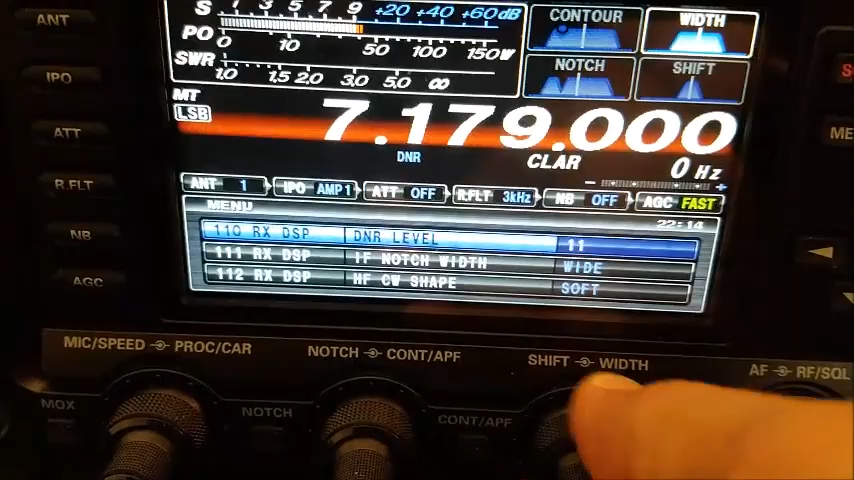 S 1 3 5 7 9 +20 +40 +60dB
PO 0 10 50 100 150 W
SWR 1.0 1.5 2.0 3.0 5.0 ∞
CONTOUR WIDTH
NOTCH SHIFT
MT
LSB
7.179.000
DNR
CLAR 0 Hz
ANT 1 IPO AMP1 ATT OFF R.FLT 3kHz NB OFF AGC FAST
MENU 22:14
110 RX DSP DNR LEVEL 11
111 RX DSP IF NOTCH WIDTH WIDE
112 RX DSP HF CW SHAPE SOFT
ANT
IPO
ATT
R.FLT
NB
AGC
S
ME
MIC/SPEED PROC/CAR
NOTCH CONT/APF
SHIFT WIDTH
AF RF/SQL
MOX
NOTCH
CONT/APF